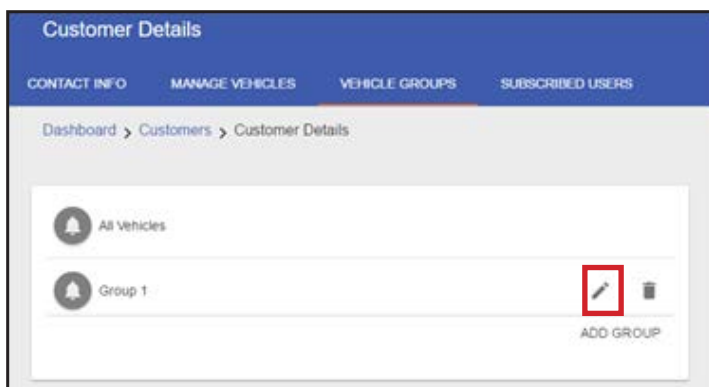 Customer Details
CONTACT INFO MANAGE VEHICLES VEHICLE GROUPS SUBSCRIBED USERS
Dashboard > Customers > Customer Details
All Vehicles
Group 1
ADD GROUP